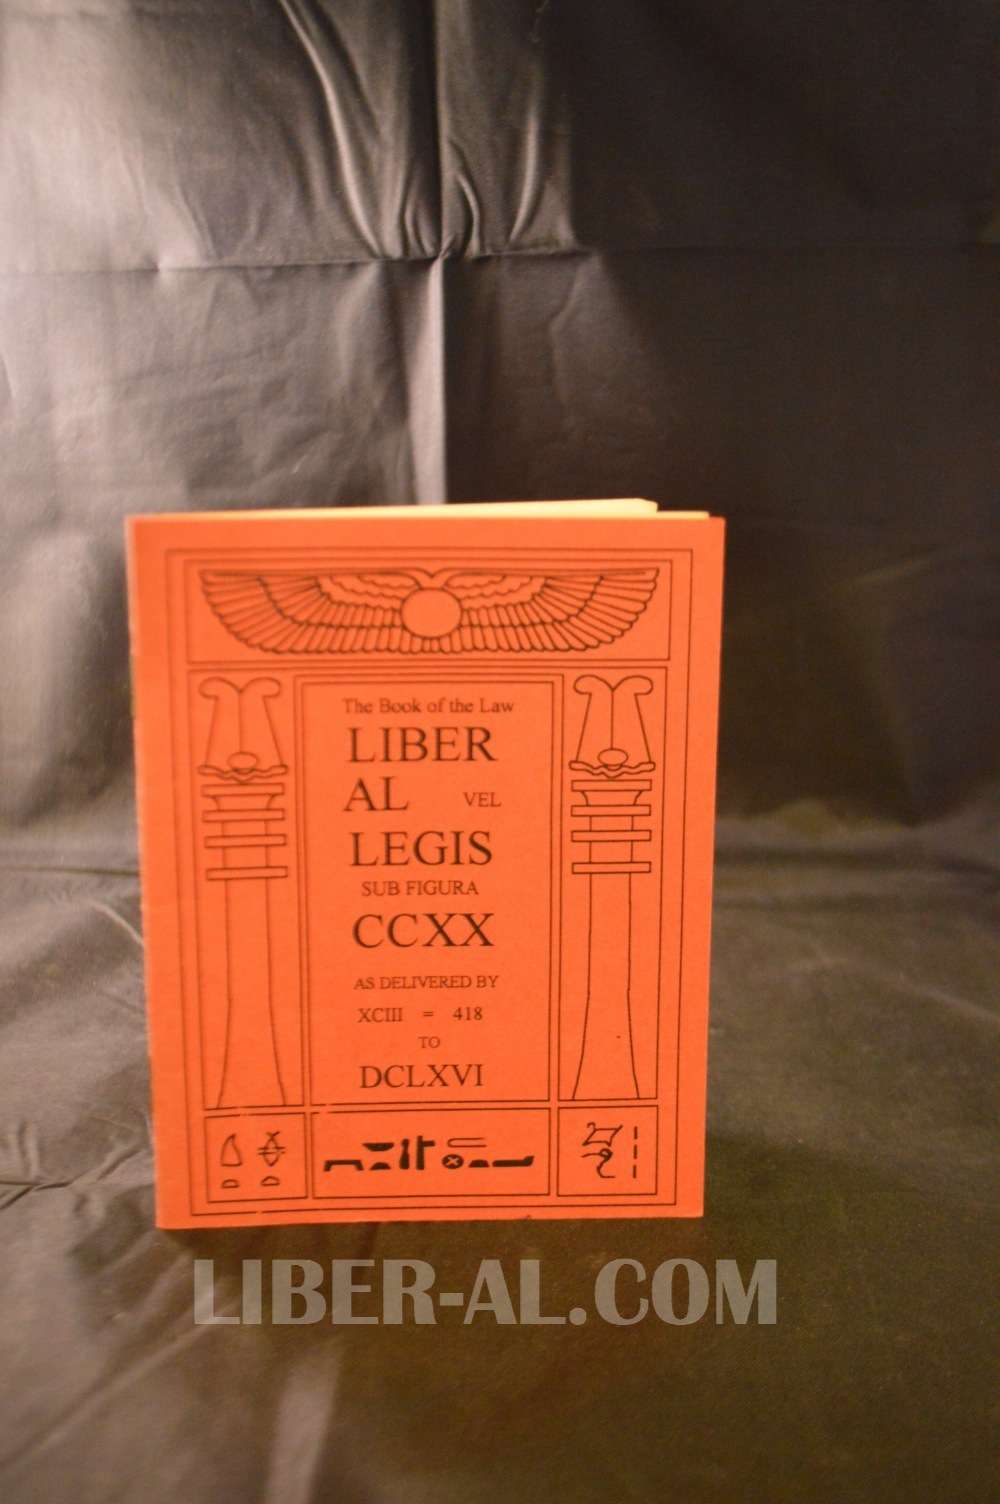 The Book of the Law
LIBER
AL VEL
LEGIS
SUB FIGURA
CCXX
AS DELIVERED BY
XCIII = 418
TO
DCLXVI
LIBER-AL.COM